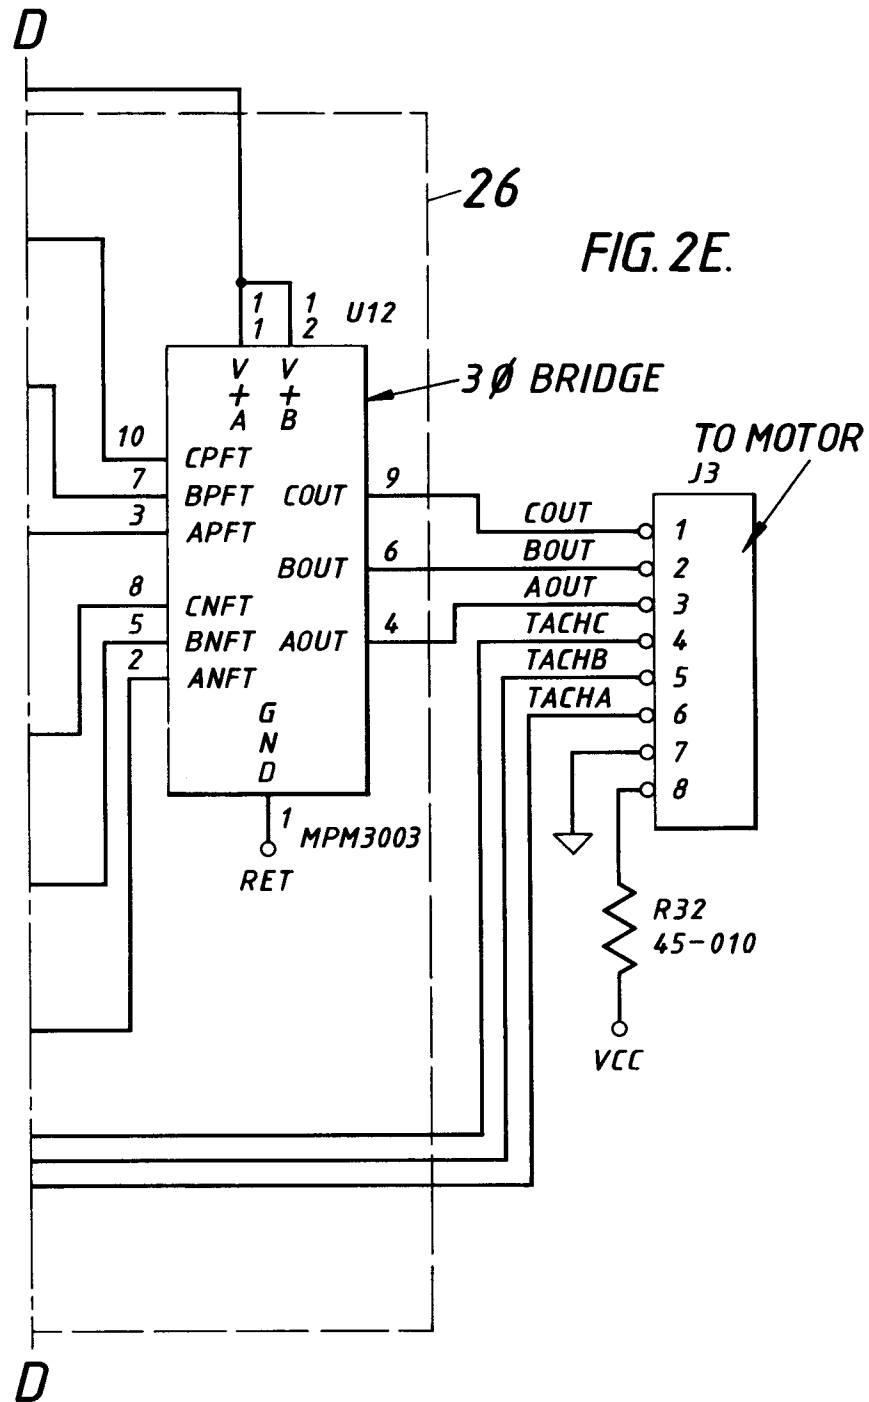 D
26
FIG. 2E.
1 1
1 2
U12
V V
+ +
A B
3Ø BRIDGE
TO MOTOR
J3
10
CPFT
7
BPFT
3
APFT
8
CNFT
5
BNFT
2
ANFT
COUT
9
BOUT
6
AOUT
4
G
N
D
1
MPM3003
RET
COUT 1
BOUT 2
AOUT 3
TACHC 4
TACHB 5
TACHA 6
7
8
R32
45-010
VCC
D